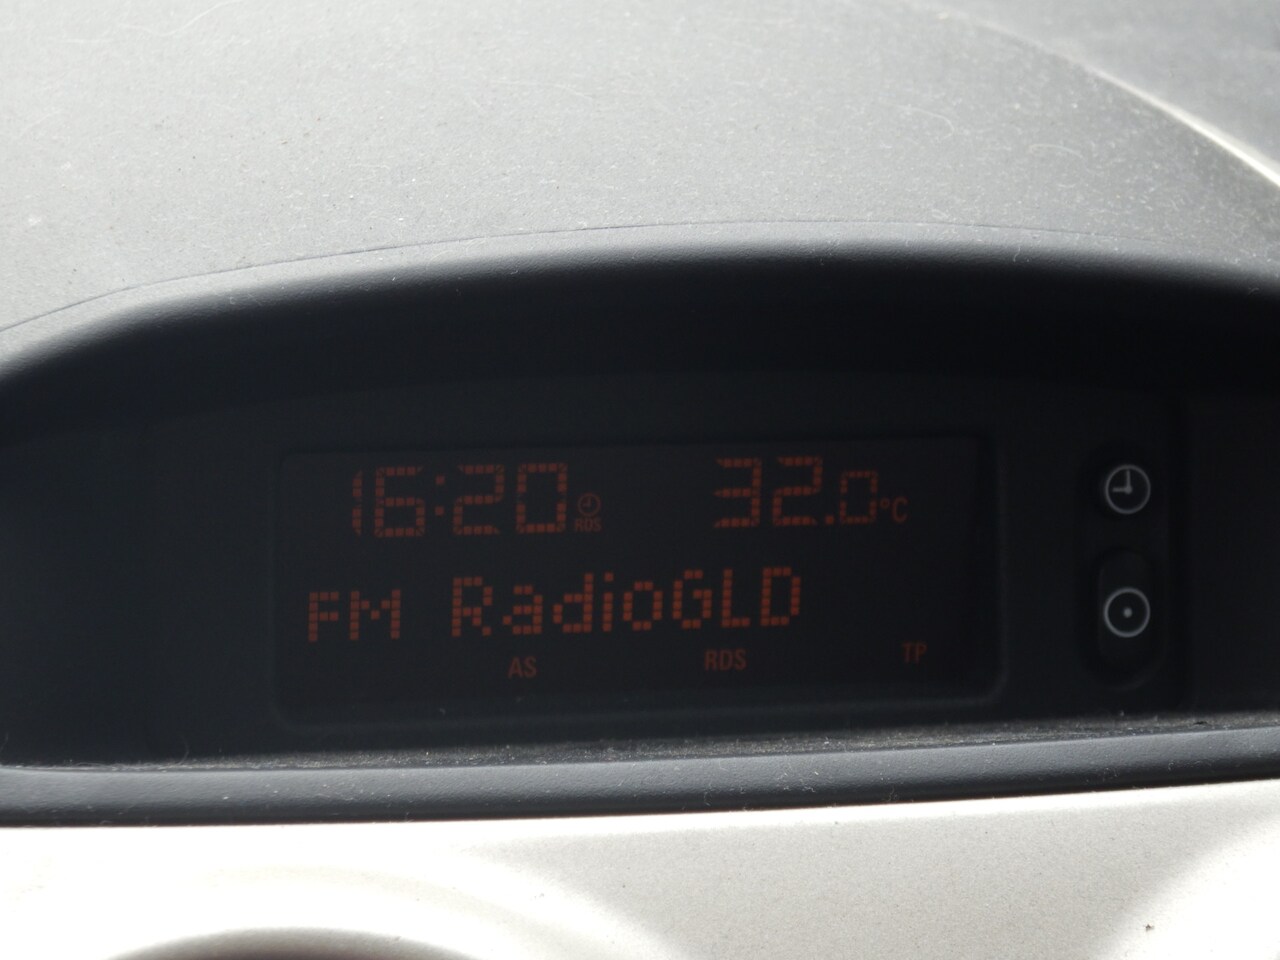 16:20 RDS 32.0°C
FM RadioGLD
AS RDS TP